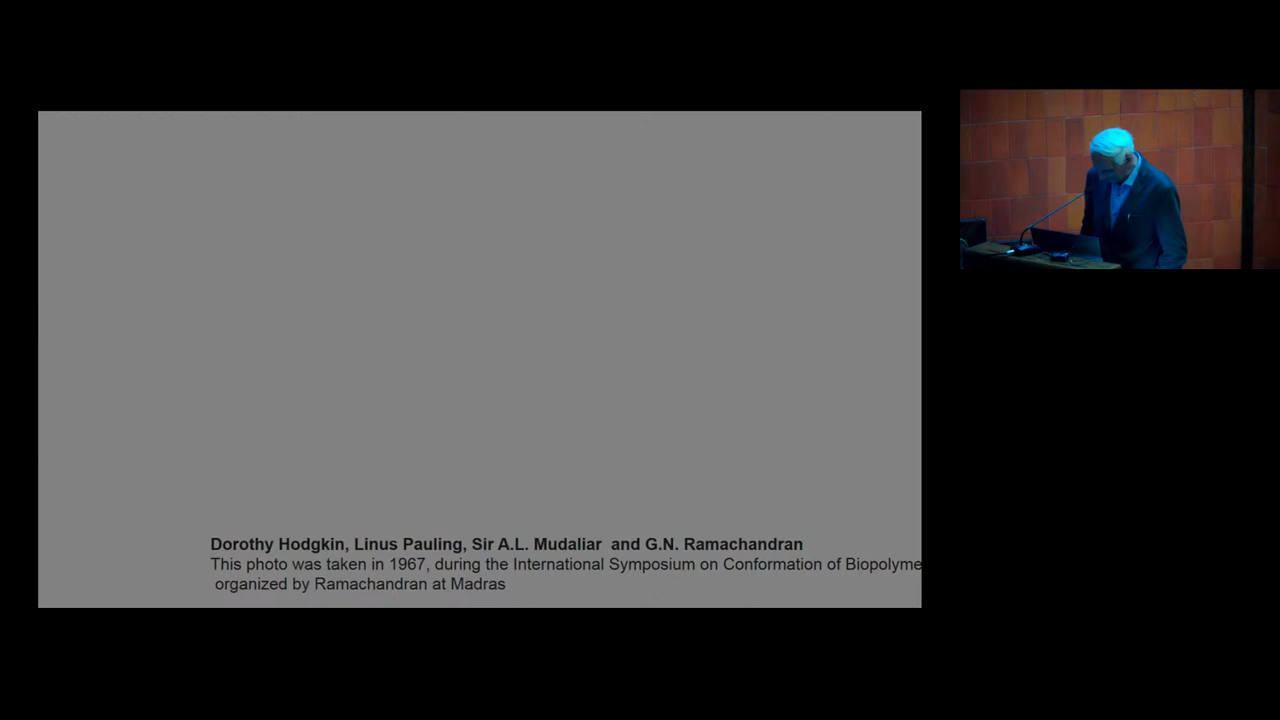 Dorothy Hodgkin, Linus Pauling, Sir A.L. Mudaliar and G.N. Ramachandran
This photo was taken in 1967, during the International Symposium on Conformation of Biopolyme
organized by Ramachandran at Madras